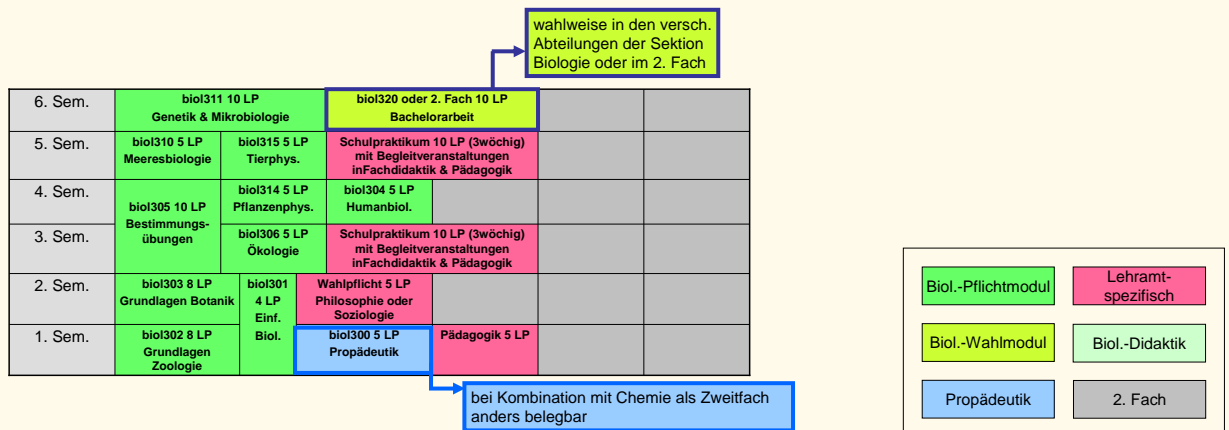 wahlweise in den versch.
Abteilungen der Sektion
Biologie oder im 2. Fach
6. Sem.
biol311 10 LP
Genetik & Mikrobiologie
biol320 oder 2. Fach 10 LP
Bachelorarbeit
5. Sem.
biol310 5 LP
Meeresbiologie
biol315 5 LP
Tierphys.
Schulpraktikum 10 LP (3wöchig)
mit Begleitveranstaltungen
inFachdidaktik & Pädagogik
4. Sem.
biol305 10 LP
Bestimmungs-
übungen
biol314 5 LP
Pflanzenphys.
biol304 5 LP
Humanbiol.
3. Sem.
biol306 5 LP
Ökologie
Schulpraktikum 10 LP (3wöchig)
mit Begleitveranstaltungen
inFachdidaktik & Pädagogik
2. Sem.
biol303 8 LP
Grundlagen Botanik
biol301
4 LP
Einf.
Biol.
Wahlpflicht 5 LP
Philosophie oder
Soziologie
1. Sem.
biol302 8 LP
Grundlagen
Zoologie
biol300 5 LP
Propädeutik
Pädagogik 5 LP
bei Kombination mit Chemie als Zweitfach
anders belegbar
Biol.-Pflichtmodul
Lehramt-
spezifisch
Biol.-Wahlmodul
Biol.-Didaktik
Propädeutik
2. Fach